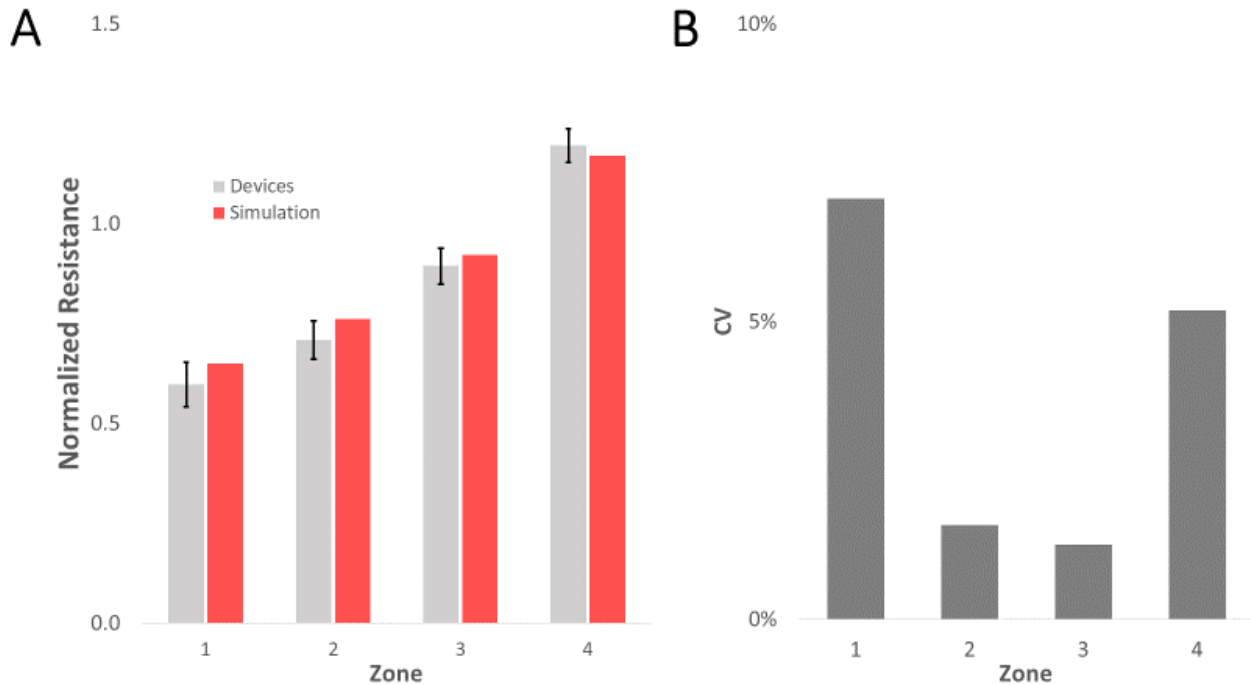 A
1.5
1.0
0.5
0.0
Normalized Resistance
Devices
Simulation
1 2 3 4
Zone
B
10%
5%
0%
CV
1 2 3 4
Zone